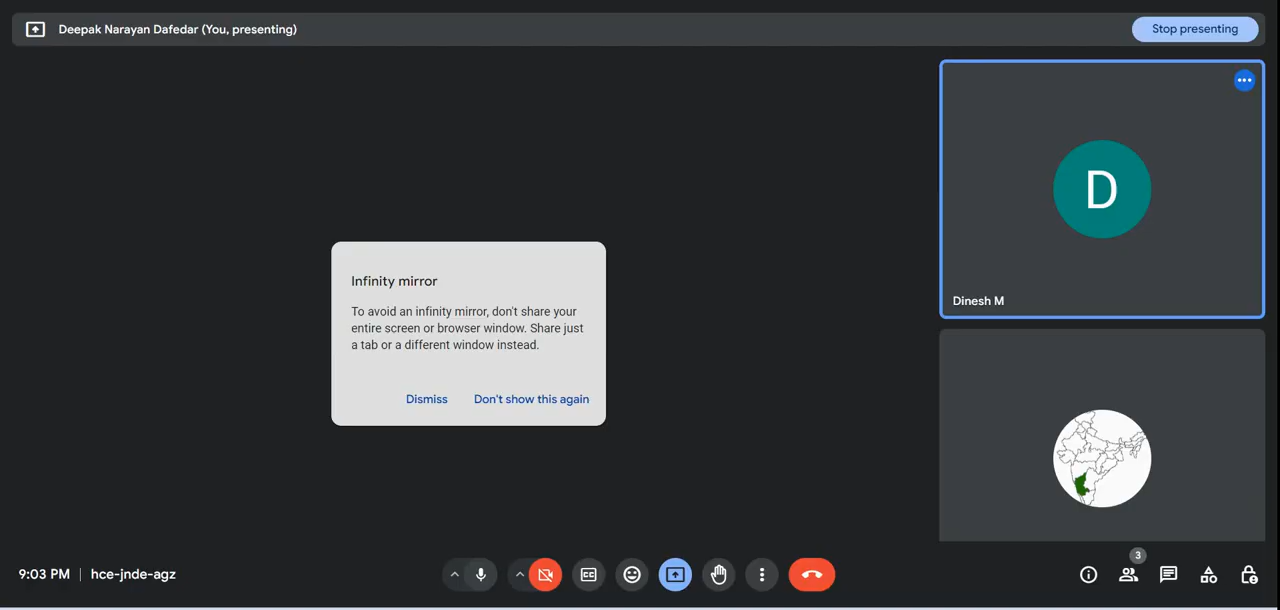 Deepak Narayan Dafedar (You, presenting)
Stop presenting
D
Dinesh M
Infinity mirror
To avoid an infinity mirror, don't share your
entire screen or browser window. Share just
a tab or a different window instead.
Dismiss
Don't show this again
3
9:03 PM | hce-jnde-agz
CC